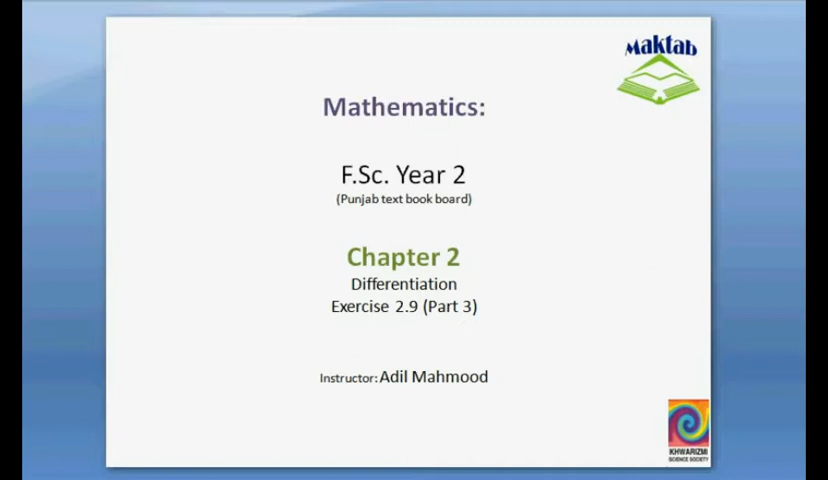 Maktab
Mathematics:
F.Sc. Year 2
(Punjab text book board)
Chapter 2
Differentiation
Exercise 2.9 (Part 3)
Instructor: Adil Mahmood
KHWARIZMI
SCIENCE SOCIETY